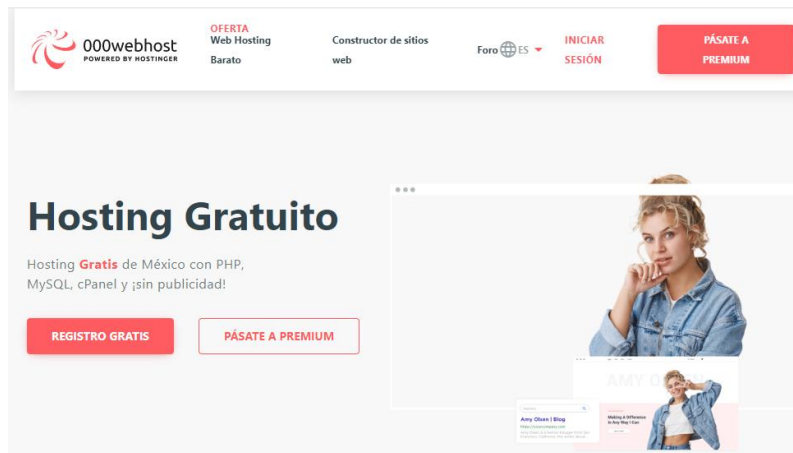 000webhost
POWERED BY HOSTINGER
OFERTA
Web Hosting
Barato
Constructor de sitios
web
Foro ES
INICIAR
SESIÓN
PÁSATE A
PREMIUM
Hosting Gratuito
Hosting Gratis de México con PHP,
MySQL, cPanel y ¡sin publicidad!
REGISTRO GRATIS
PÁSATE A PREMIUM
Amy Olsen | Blog
Making A Difference
In Any Way I Can